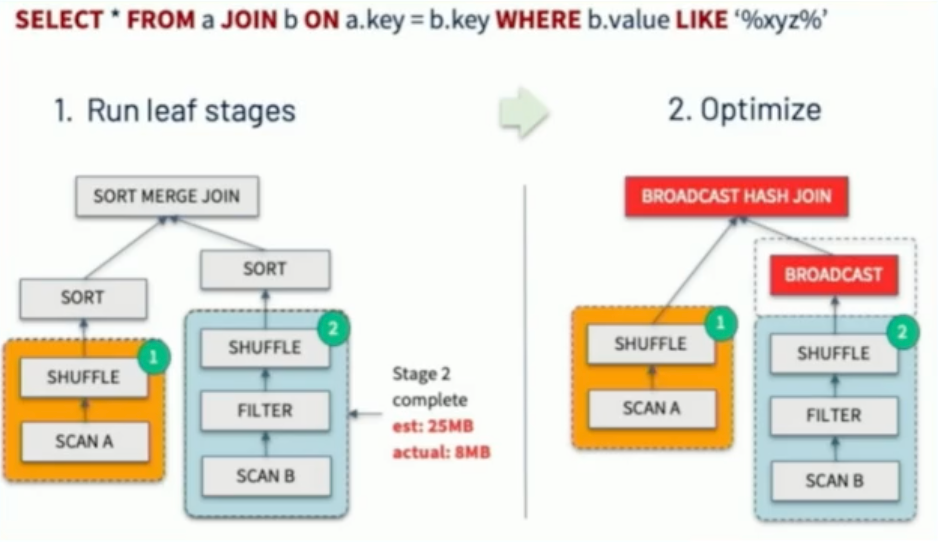 SELECT * FROM a JOIN b ON a.key = b.key WHERE b.value LIKE ‘%xyz%’
1. Run leaf stages
SORT MERGE JOIN
SORT
SORT
SHUFFLE
1
SCAN A
SHUFFLE
2
FILTER
SCAN B
Stage 2
complete
est: 25MB
actual: 8MB
2. Optimize
BROADCAST HASH JOIN
BROADCAST
SHUFFLE
1
SCAN A
SHUFFLE
2
FILTER
SCAN B